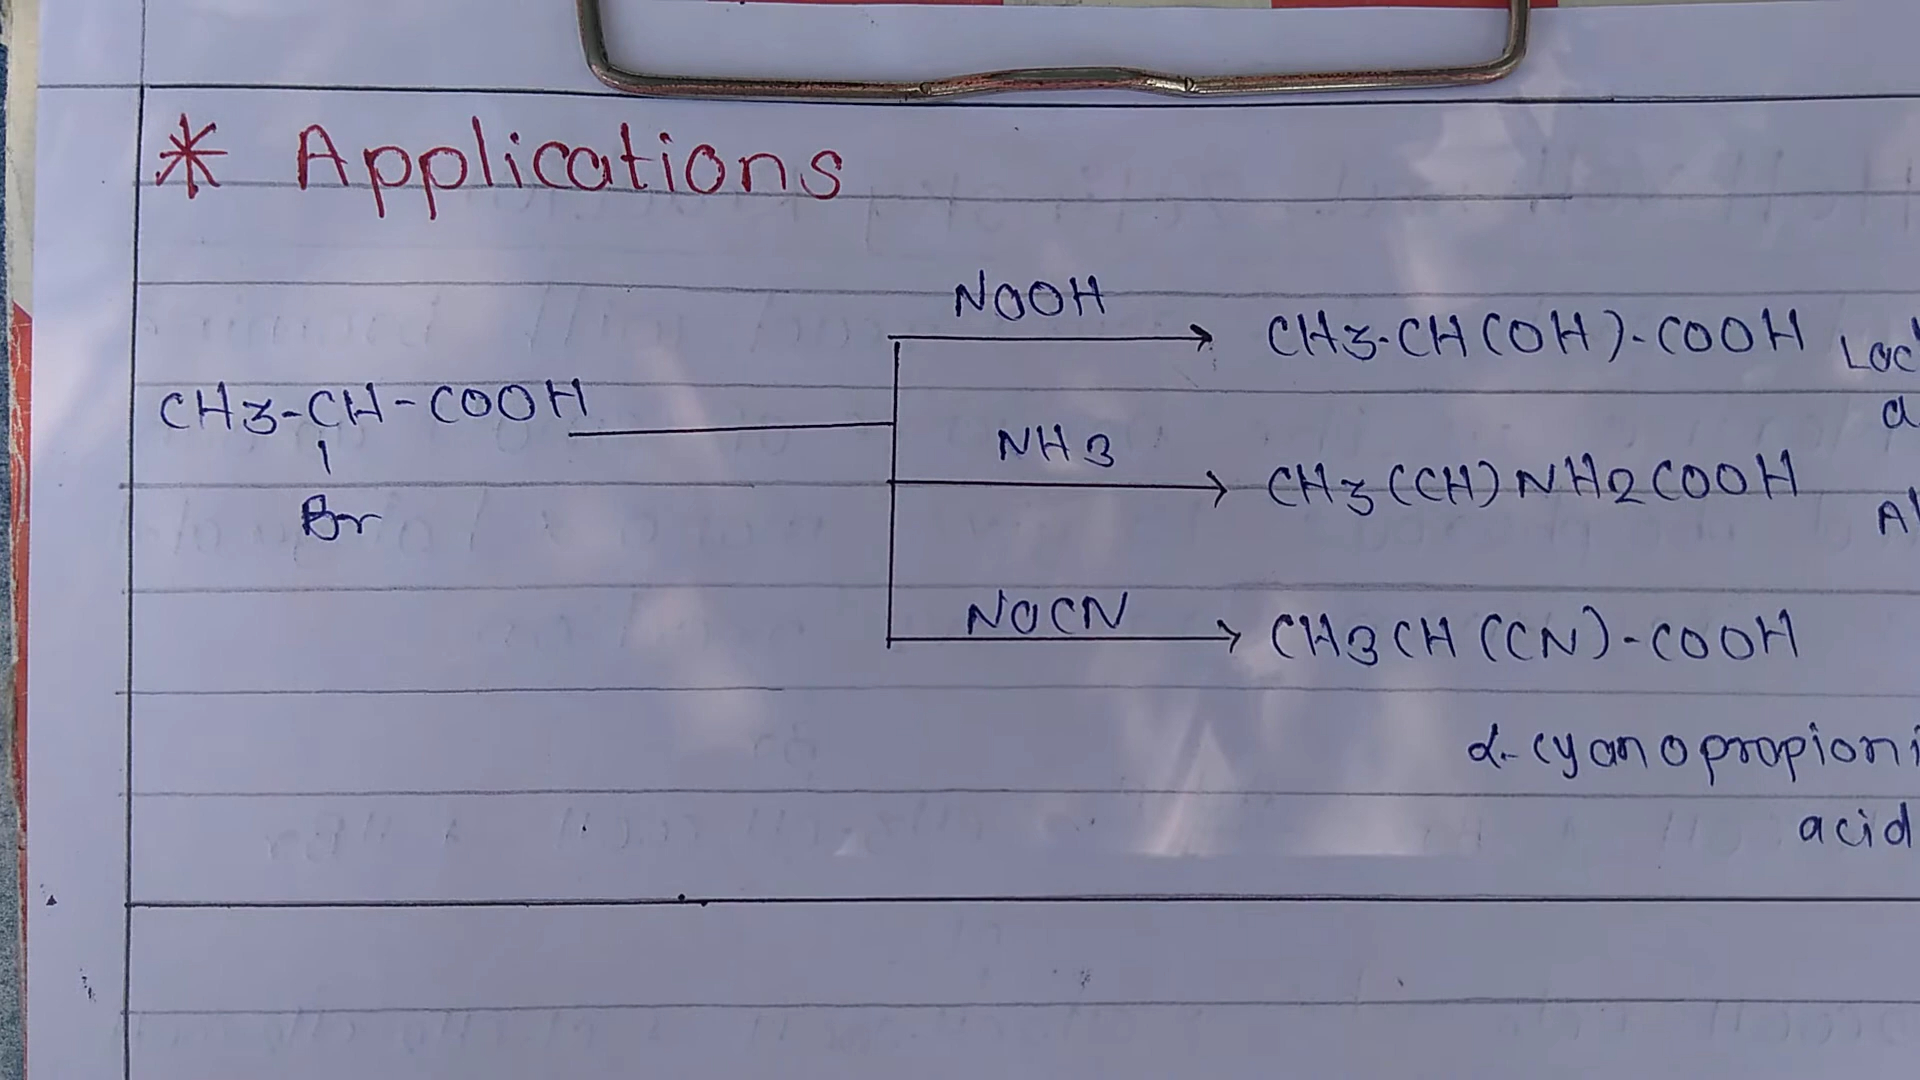 * Applications
NaOH
CH3-CH(OH)-COOH
CH3-CH-COOH
NH3
Br
CH3(CH)NH2COOH
NaCN
CH3CH(CN)-COOH
α-cyanopropioni
acid